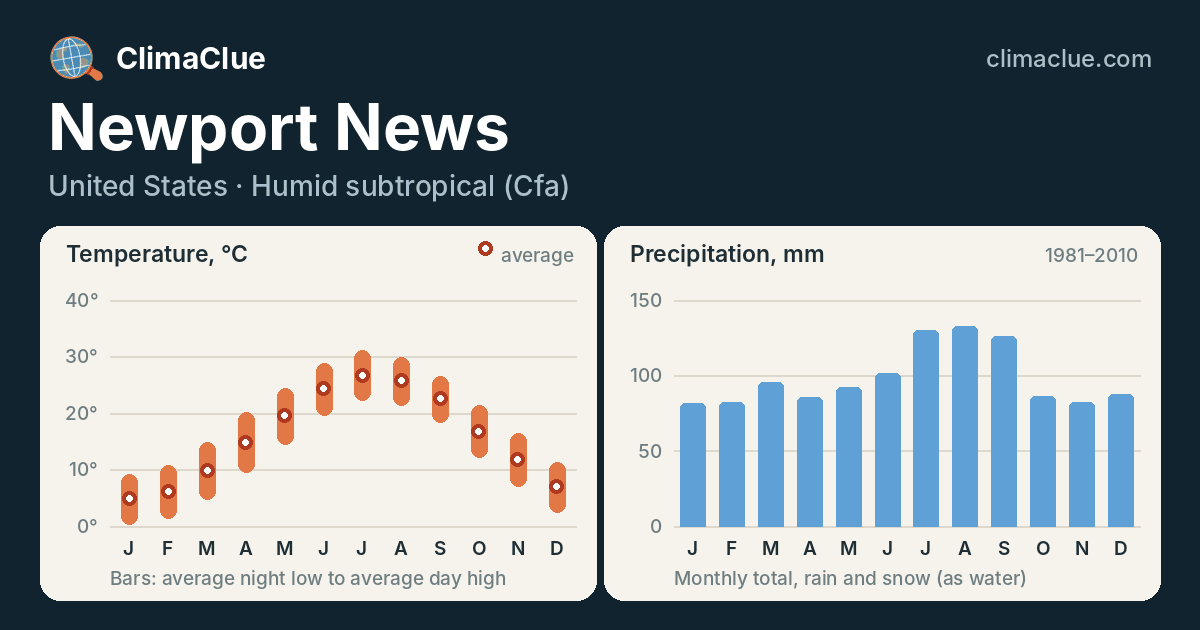 ClimaClue
climaclue.com
Newport News
United States · Humid subtropical (Cfa)
Temperature, °C
average
40°
30°
20°
10°
0°
J F M A M J J A S O N D
Bars: average night low to average day high
Precipitation, mm
1981–2010
150
100
50
0
J F M A M J J A S O N D
Monthly total, rain and snow (as water)